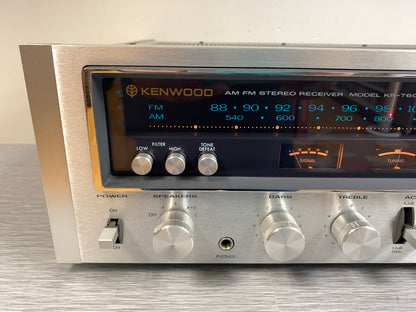 KENWOOD
AM FM STEREO RECEIVER MODEL KR-760
FM 88 90 92 94 96 98 10
AM 540 600 700 800
FILTER TONE
LOW HIGH DEFEAT
SIGNAL TUNING
POWER SPEAKERS BASS TREBLE
ON
OFF
PHONES